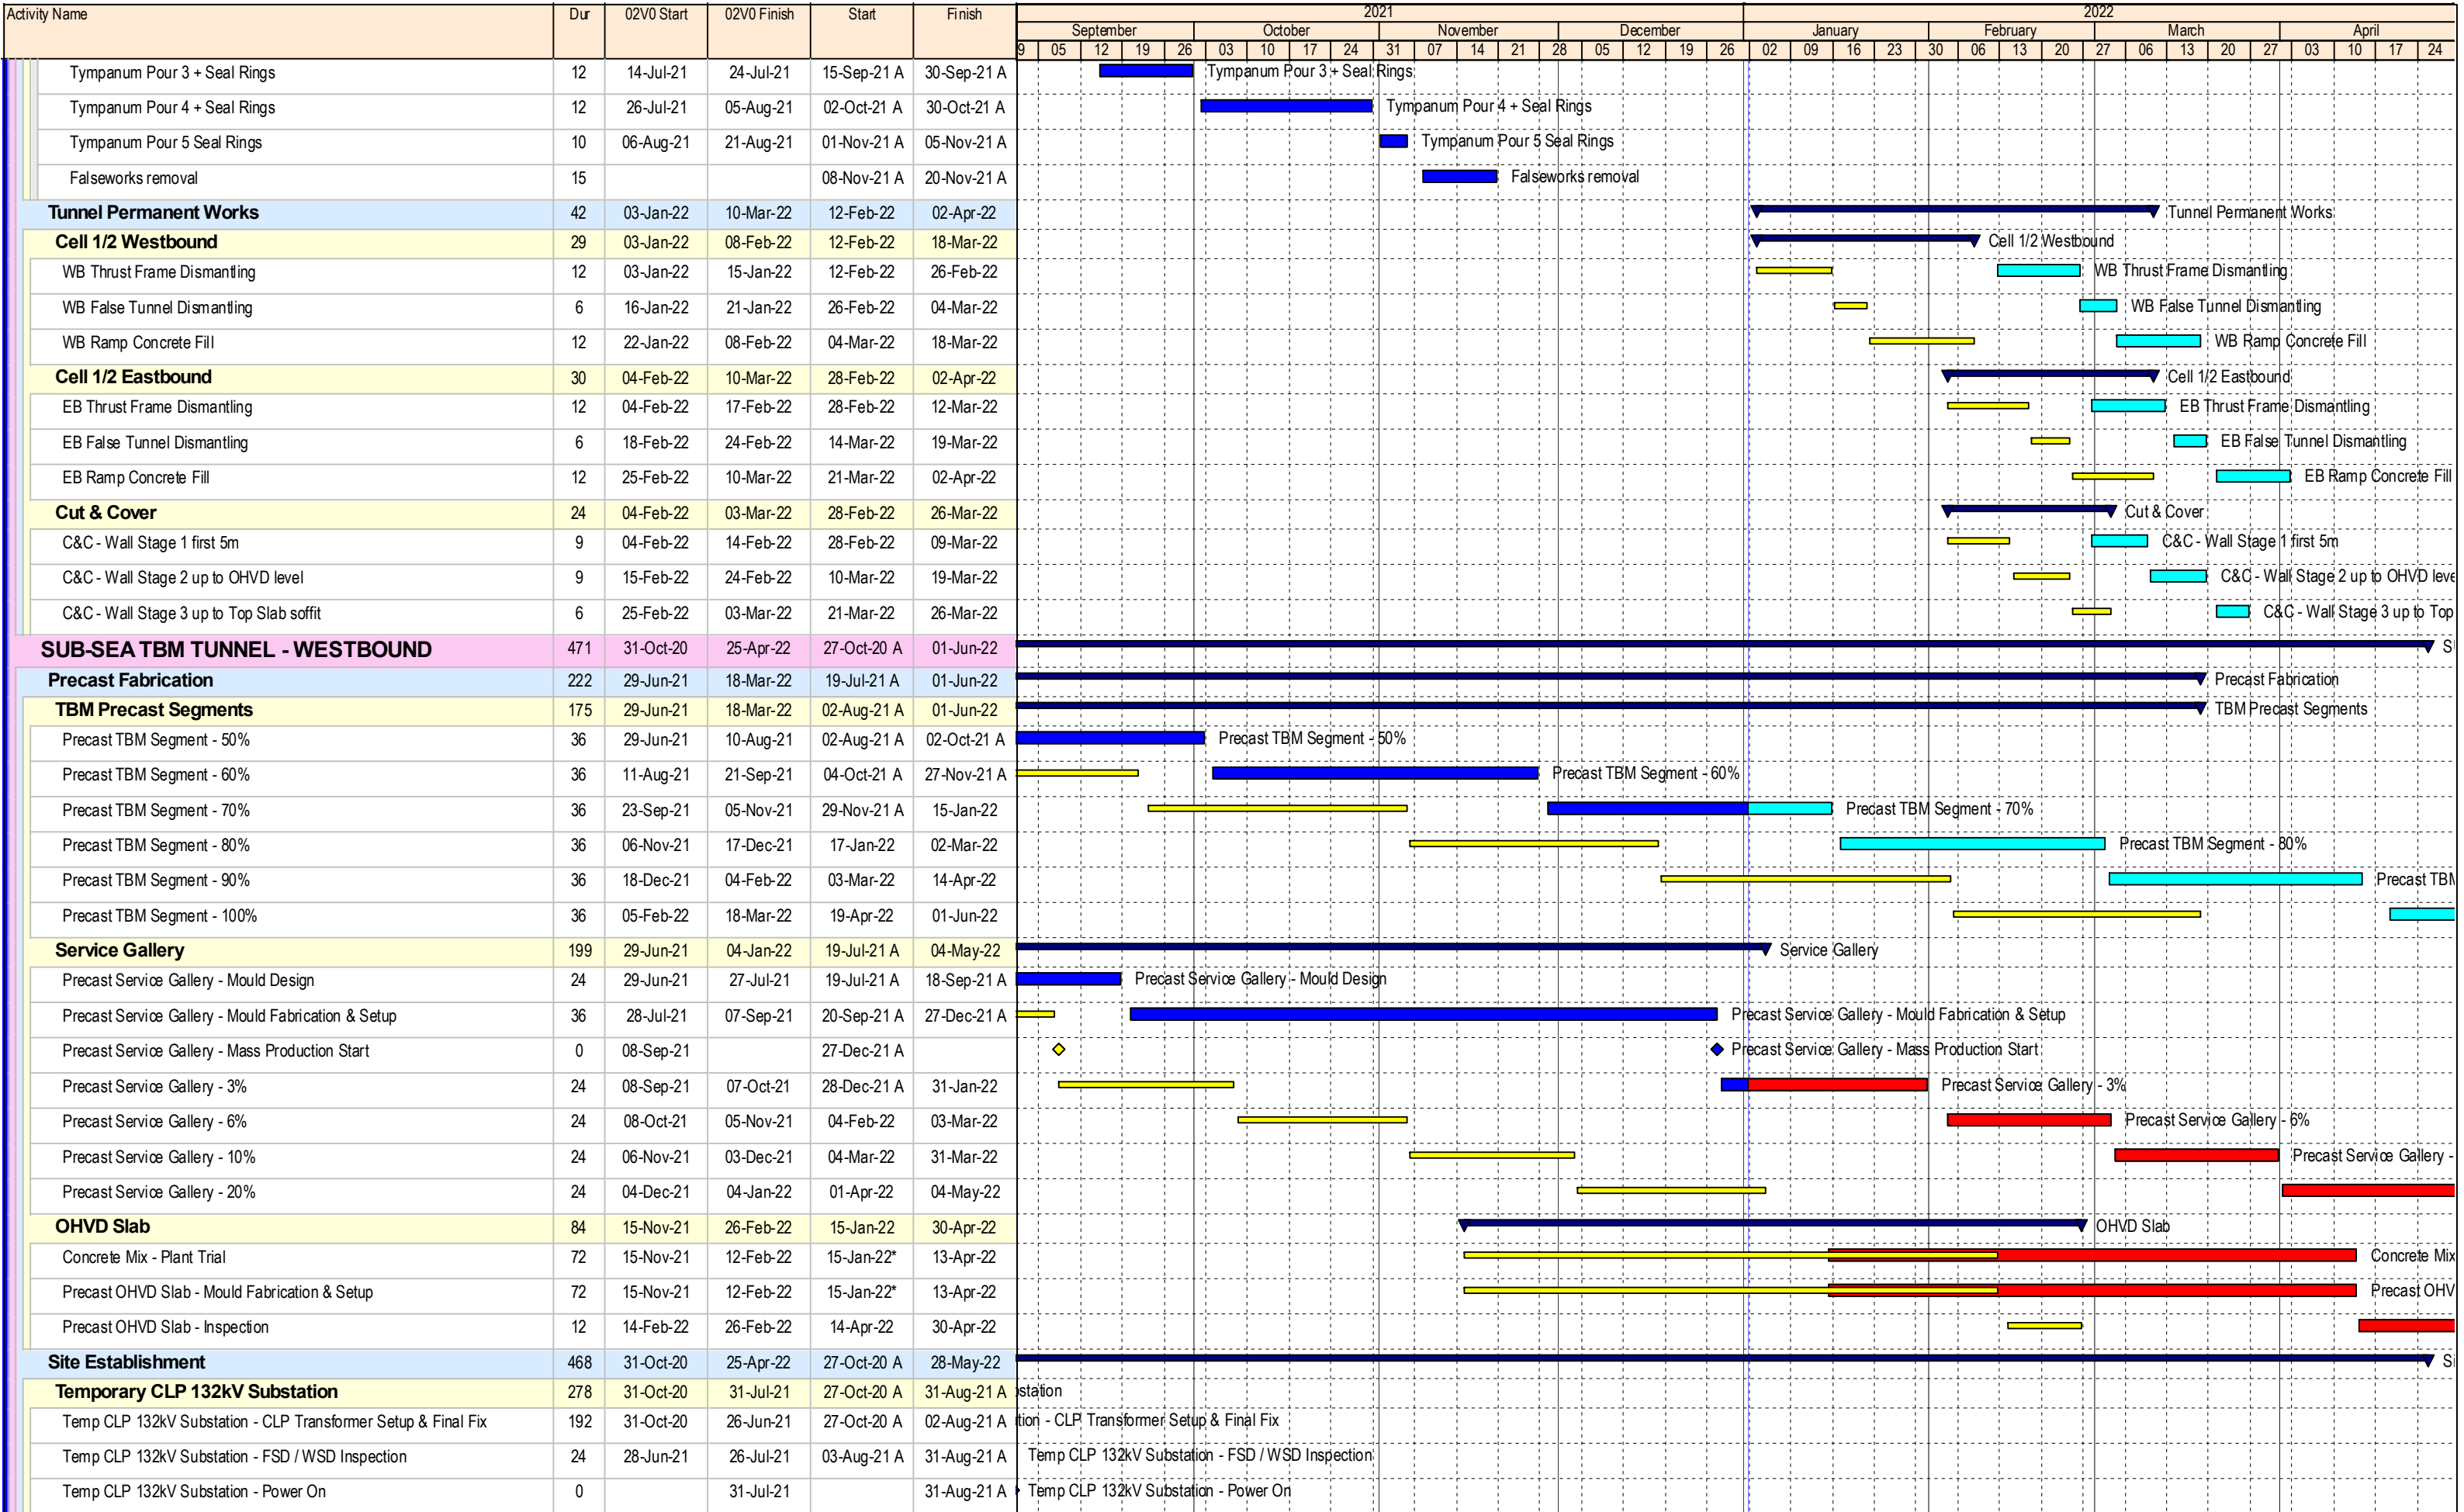 Activity Name Dur 02V0 Start 02V0 Finish Start Finish 2021 2022
September October November December January February March April
9 05 12 19 26 03 10 17 24 31 07 14 21 28 05 12 19 26 02 09 16 23 30 06 13 20 27 06 13 20 27 03 10 17 24
Tympanum Pour 3 + Seal Rings 12 14-Jul-21 24-Jul-21 15-Sep-21 A 30-Sep-21 A Tympanum Pour 3 + Seal Rings
Tympanum Pour 4 + Seal Rings 12 26-Jul-21 05-Aug-21 02-Oct-21 A 30-Oct-21 A Tympanum Pour 4 + Seal Rings
Tympanum Pour 5 Seal Rings 10 06-Aug-21 21-Aug-21 01-Nov-21 A 05-Nov-21 A Tympanum Pour 5 Seal Rings
Falseworks removal 15 08-Nov-21 A 20-Nov-21 A Falseworks removal
Tunnel Permanent Works 42 03-Jan-22 10-Mar-22 12-Feb-22 02-Apr-22 Tunnel Permanent Works
Cell 1/2 Westbound 29 03-Jan-22 08-Feb-22 12-Feb-22 18-Mar-22 Cell 1/2 Westbound
WB Thrust Frame Dismantling 12 03-Jan-22 15-Jan-22 12-Feb-22 26-Feb-22 WB Thrust Frame Dismantling
WB False Tunnel Dismantling 6 16-Jan-22 21-Jan-22 26-Feb-22 04-Mar-22 WB False Tunnel Dismantling
WB Ramp Concrete Fill 12 22-Jan-22 08-Feb-22 04-Mar-22 18-Mar-22 WB Ramp Concrete Fill
Cell 1/2 Eastbound 30 04-Feb-22 10-Mar-22 28-Feb-22 02-Apr-22 Cell 1/2 Eastbound
EB Thrust Frame Dismantling 12 04-Feb-22 17-Feb-22 28-Feb-22 12-Mar-22 EB Thrust Frame Dismantling
EB False Tunnel Dismantling 6 18-Feb-22 24-Feb-22 14-Mar-22 19-Mar-22 EB False Tunnel Dismantling
EB Ramp Concrete Fill 12 25-Feb-22 10-Mar-22 21-Mar-22 02-Apr-22 EB Ramp Concrete Fill
Cut & Cover 24 04-Feb-22 03-Mar-22 28-Feb-22 26-Mar-22 Cut & Cover
C&C - Wall Stage 1 first 5m 9 04-Feb-22 14-Feb-22 28-Feb-22 09-Mar-22 C&C - Wall Stage 1 first 5m
C&C - Wall Stage 2 up to OHVD level 9 15-Feb-22 24-Feb-22 10-Mar-22 19-Mar-22 C&C - Wall Stage 2 up to OHVD leve
C&C - Wall Stage 3 up to Top Slab soffit 6 25-Feb-22 03-Mar-22 21-Mar-22 26-Mar-22 C&C - Wall Stage 3 up to Top
SUB-SEA TBM TUNNEL - WESTBOUND 471 31-Oct-20 25-Apr-22 27-Oct-20 A 01-Jun-22
Precast Fabrication 222 29-Jun-21 18-Mar-22 19-Jul-21 A 01-Jun-22 Precast Fabrication
TBM Precast Segments 175 29-Jun-21 18-Mar-22 02-Aug-21 A 01-Jun-22 TBM Precast Segments
Precast TBM Segment - 50% 36 29-Jun-21 10-Aug-21 02-Aug-21 A 02-Oct-21 A Precast TBM Segment - 50%
Precast TBM Segment - 60% 36 11-Aug-21 21-Sep-21 04-Oct-21 A 27-Nov-21 A Precast TBM Segment - 60%
Precast TBM Segment - 70% 36 23-Sep-21 05-Nov-21 29-Nov-21 A 15-Jan-22 Precast TBM Segment - 70%
Precast TBM Segment - 80% 36 06-Nov-21 17-Dec-21 17-Jan-22 02-Mar-22 Precast TBM Segment - 80%
Precast TBM Segment - 90% 36 18-Dec-21 04-Feb-22 03-Mar-22 14-Apr-22 Precast TBM
Precast TBM Segment - 100% 36 05-Feb-22 18-Mar-22 19-Apr-22 01-Jun-22
Service Gallery 199 29-Jun-21 04-Jan-22 19-Jul-21 A 04-May-22 Service Gallery
Precast Service Gallery - Mould Design 24 29-Jun-21 27-Jul-21 19-Jul-21 A 18-Sep-21 A Precast Service Gallery - Mould Design
Precast Service Gallery - Mould Fabrication & Setup 36 28-Jul-21 07-Sep-21 20-Sep-21 A 27-Dec-21 A Precast Service Gallery - Mould Fabrication & Setup
Precast Service Gallery - Mass Production Start 0 08-Sep-21 27-Dec-21 A Precast Service Gallery - Mass Production Start
Precast Service Gallery - 3% 24 08-Sep-21 07-Oct-21 28-Dec-21 A 31-Jan-22 Precast Service Gallery - 3%
Precast Service Gallery - 6% 24 08-Oct-21 05-Nov-21 04-Feb-22 03-Mar-22 Precast Service Gallery - 6%
Precast Service Gallery - 10% 24 06-Nov-21 03-Dec-21 04-Mar-22 31-Mar-22 Precast Service Gallery -
Precast Service Gallery - 20% 24 04-Dec-21 04-Jan-22 01-Apr-22 04-May-22
OHVD Slab 84 15-Nov-21 26-Feb-22 15-Jan-22 30-Apr-22 OHVD Slab
Concrete Mix - Plant Trial 72 15-Nov-21 12-Feb-22 15-Jan-22* 13-Apr-22 Concrete Mix
Precast OHVD Slab - Mould Fabrication & Setup 72 15-Nov-21 12-Feb-22 15-Jan-22* 13-Apr-22 Precast OHV
Precast OHVD Slab - Inspection 12 14-Feb-22 26-Feb-22 14-Apr-22 30-Apr-22
Site Establishment 468 31-Oct-20 25-Apr-22 27-Oct-20 A 28-May-22 Si
Temporary CLP 132kV Substation 278 31-Oct-20 31-Jul-21 27-Oct-20 A 31-Aug-21 A station
Temp CLP 132kV Substation - CLP Transformer Setup & Final Fix 192 31-Oct-20 26-Jun-21 27-Oct-20 A 02-Aug-21 A tion - CLP Transformer Setup & Final Fix
Temp CLP 132kV Substation - FSD / WSD Inspection 24 28-Jun-21 26-Jul-21 03-Aug-21 A 31-Aug-21 A Temp CLP 132kV Substation - FSD / WSD Inspection
Temp CLP 132kV Substation - Power On 0 31-Jul-21 31-Aug-21 A Temp CLP 132kV Substation - Power On